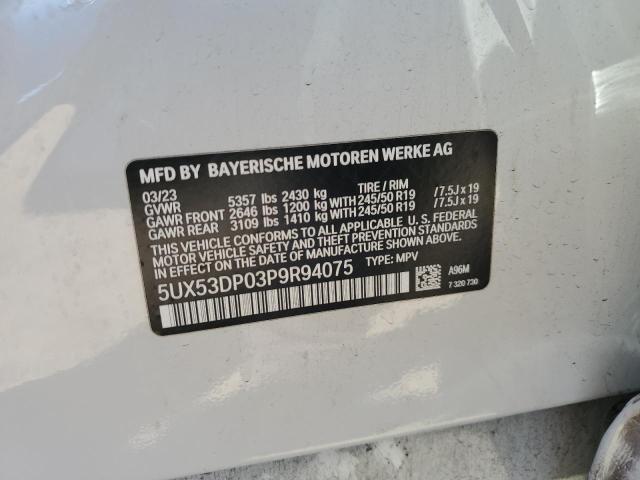 MFD BY BAYERISCHE MOTOREN WERKE AG
03/23 TIRE / RIM
GVWR 5357 lbs 2430 kg
GAWR FRONT 2646 lbs 1200 kg WITH 245/50 R19 /7.5J x 19
GAWR REAR 3109 lbs 1410 kg WITH 245/50 R19 /7.5J x 19
THIS VEHICLE CONFORMS TO ALL APPLICABLE U.S. FEDERAL
MOTOR VEHICLE SAFETY AND THEFT PREVENTION STANDARDS
IN EFFECT ON THE DATE OF MANUFACTURE SHOWN ABOVE.
5UX53DP03P9R94075 TYPE: MPV
A96M
7 320 730